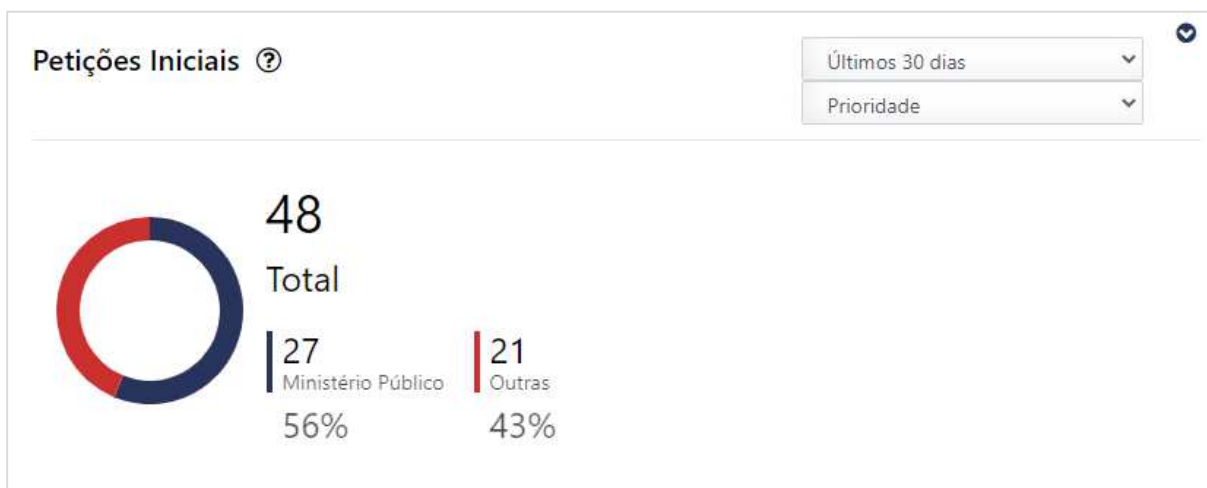 Petições Iniciais ?
Últimos 30 dias
Prioridade
48
Total
27
Ministério Público
56%
21
Outras
43%